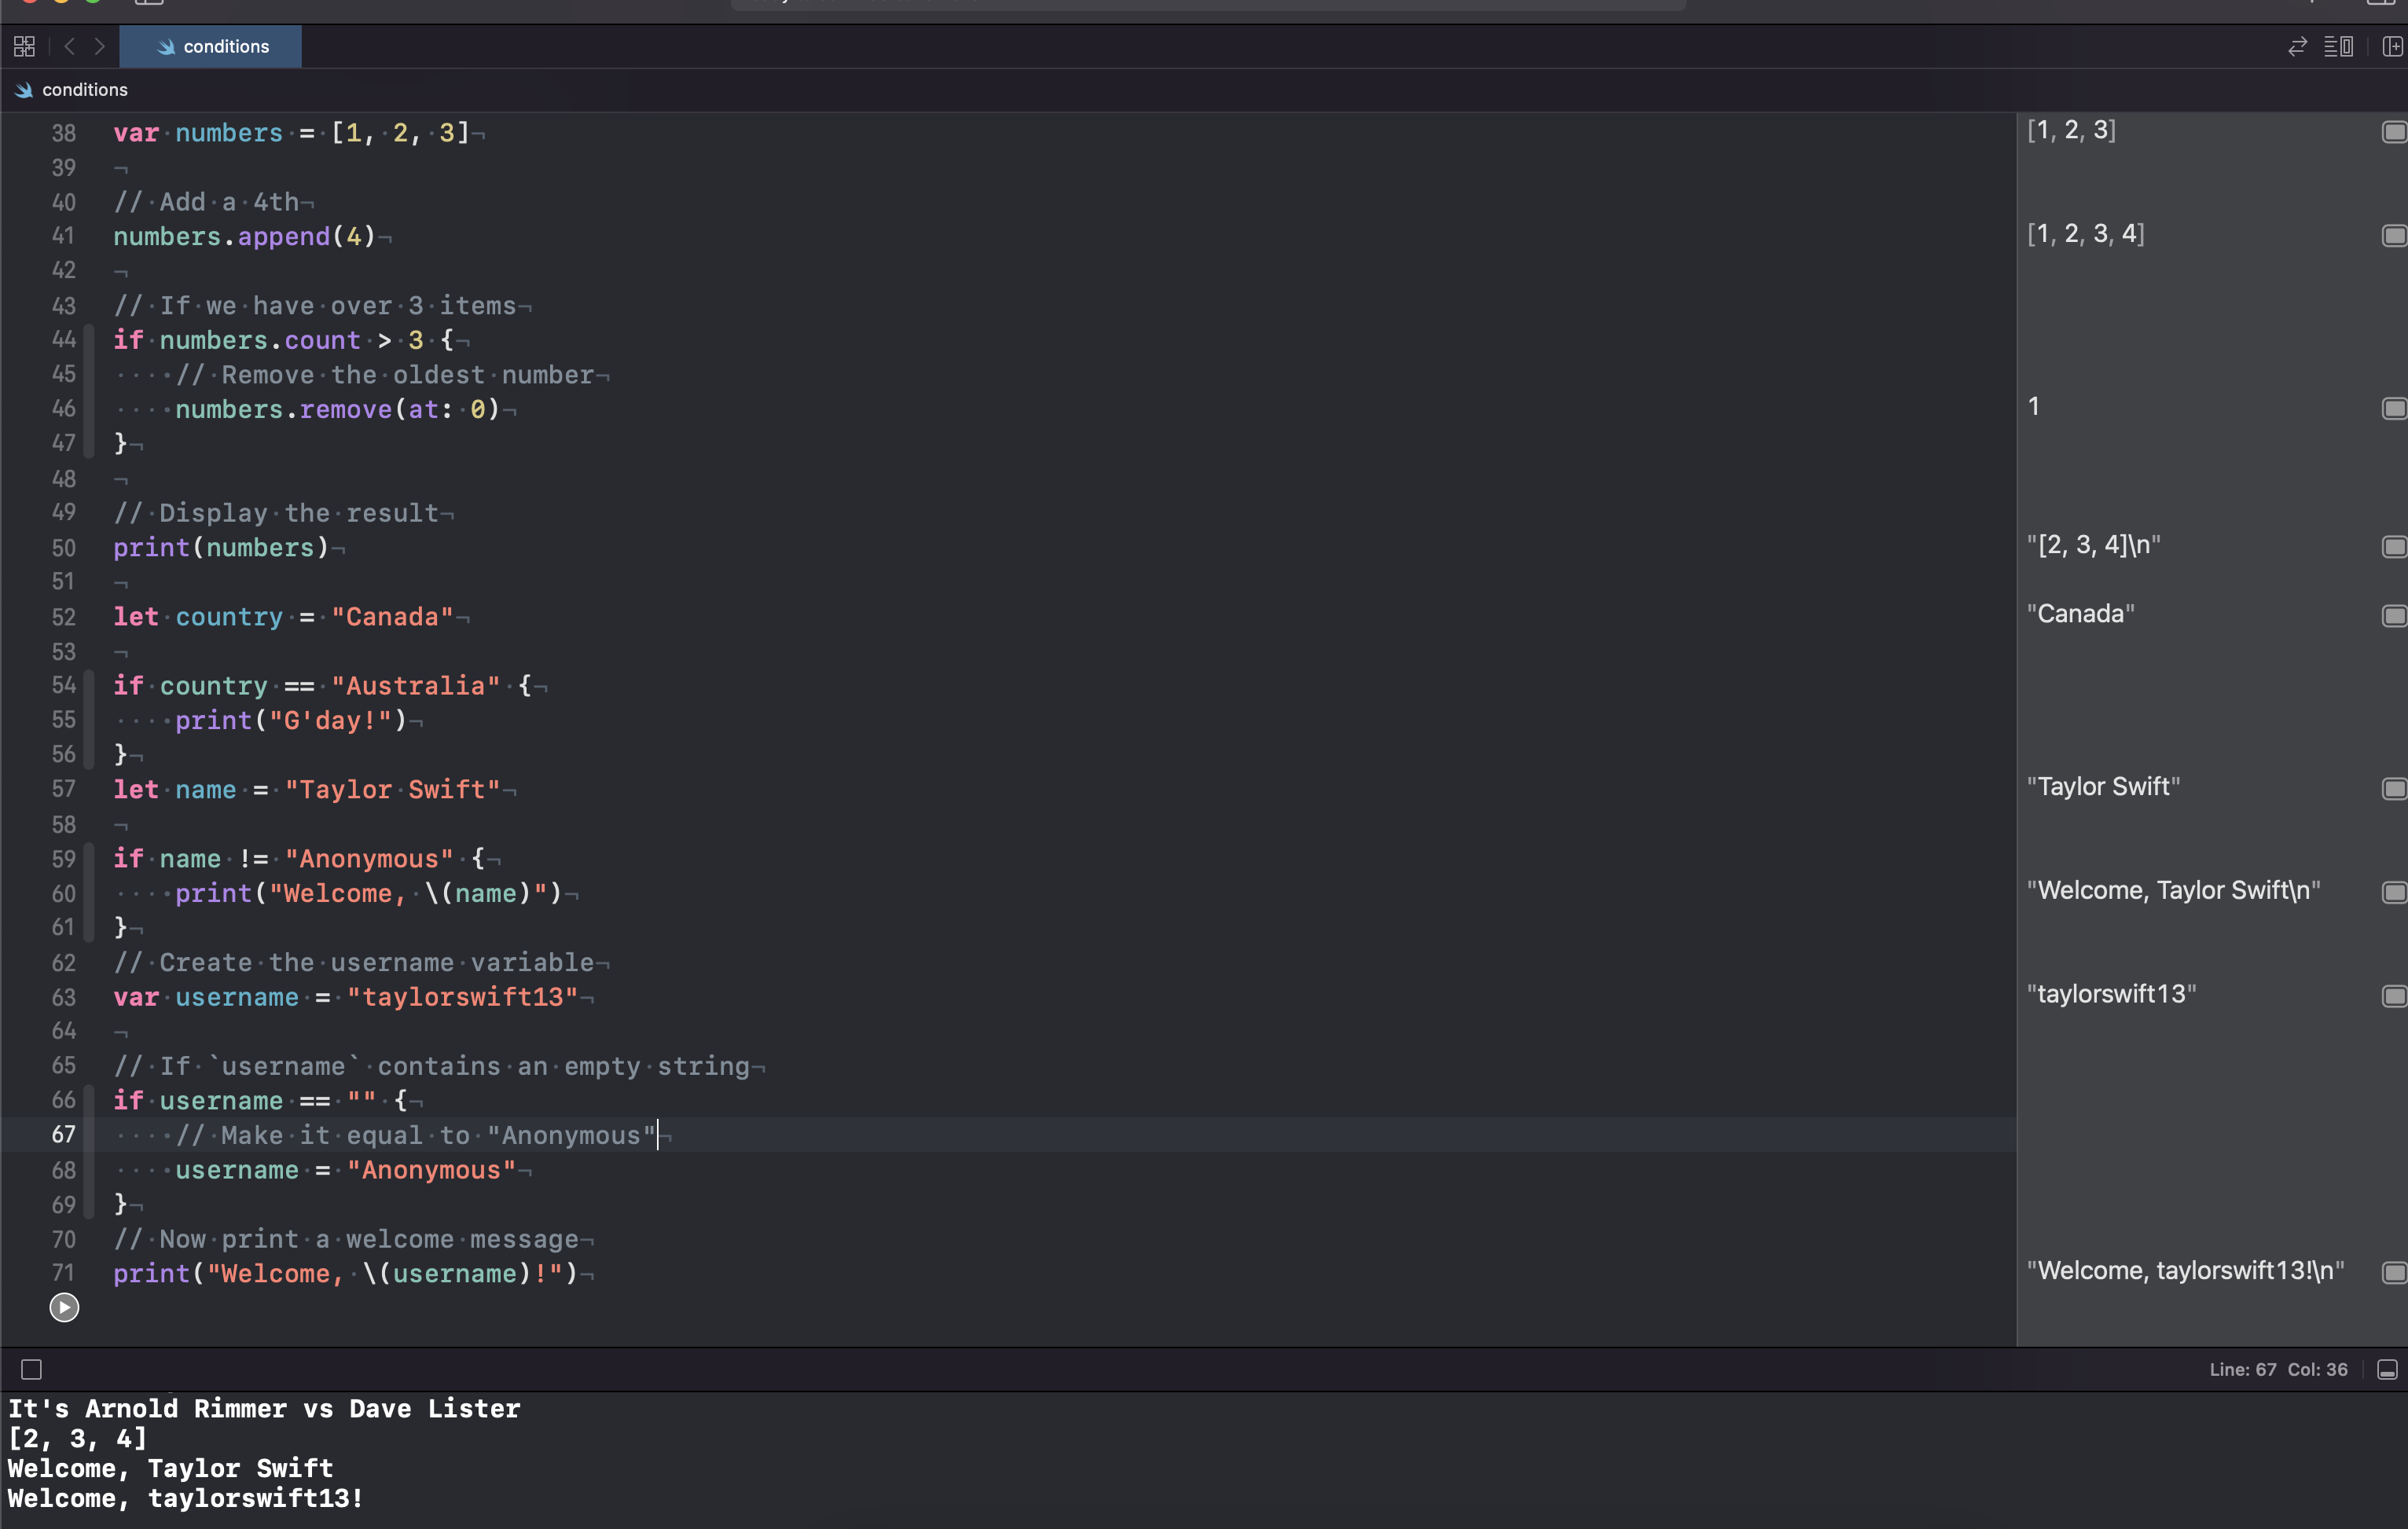 conditions
conditions
38 var numbers = [1, 2, 3]
[1, 2, 3]
39
40 // Add a 4th
41 numbers.append(4)
[1, 2, 3, 4]
42
43 // If we have over 3 items
44 if numbers.count > 3 {
45 // Remove the oldest number
46 numbers.remove(at: 0)
1
47 }
48
49 // Display the result
50 print(numbers)
"[2, 3, 4]\n"
51
52 let country = "Canada"
"Canada"
53
54 if country == "Australia" {
55 print("G'day!")
56 }
57 let name = "Taylor Swift"
"Taylor Swift"
58
59 if name != "Anonymous" {
60 print("Welcome, \(name)")
"Welcome, Taylor Swift\n"
61 }
62 // Create the username variable
63 var username = "taylorswift13"
"taylorswift13"
64
65 // If `username` contains an empty string
66 if username == "" {
67 // Make it equal to "Anonymous"
68 username = "Anonymous"
69 }
70 // Now print a welcome message
71 print("Welcome, \(username)!")
"Welcome, taylorswift13!\n"
Line: 67 Col: 36
It's Arnold Rimmer vs Dave Lister
[2, 3, 4]
Welcome, Taylor Swift
Welcome, taylorswift13!